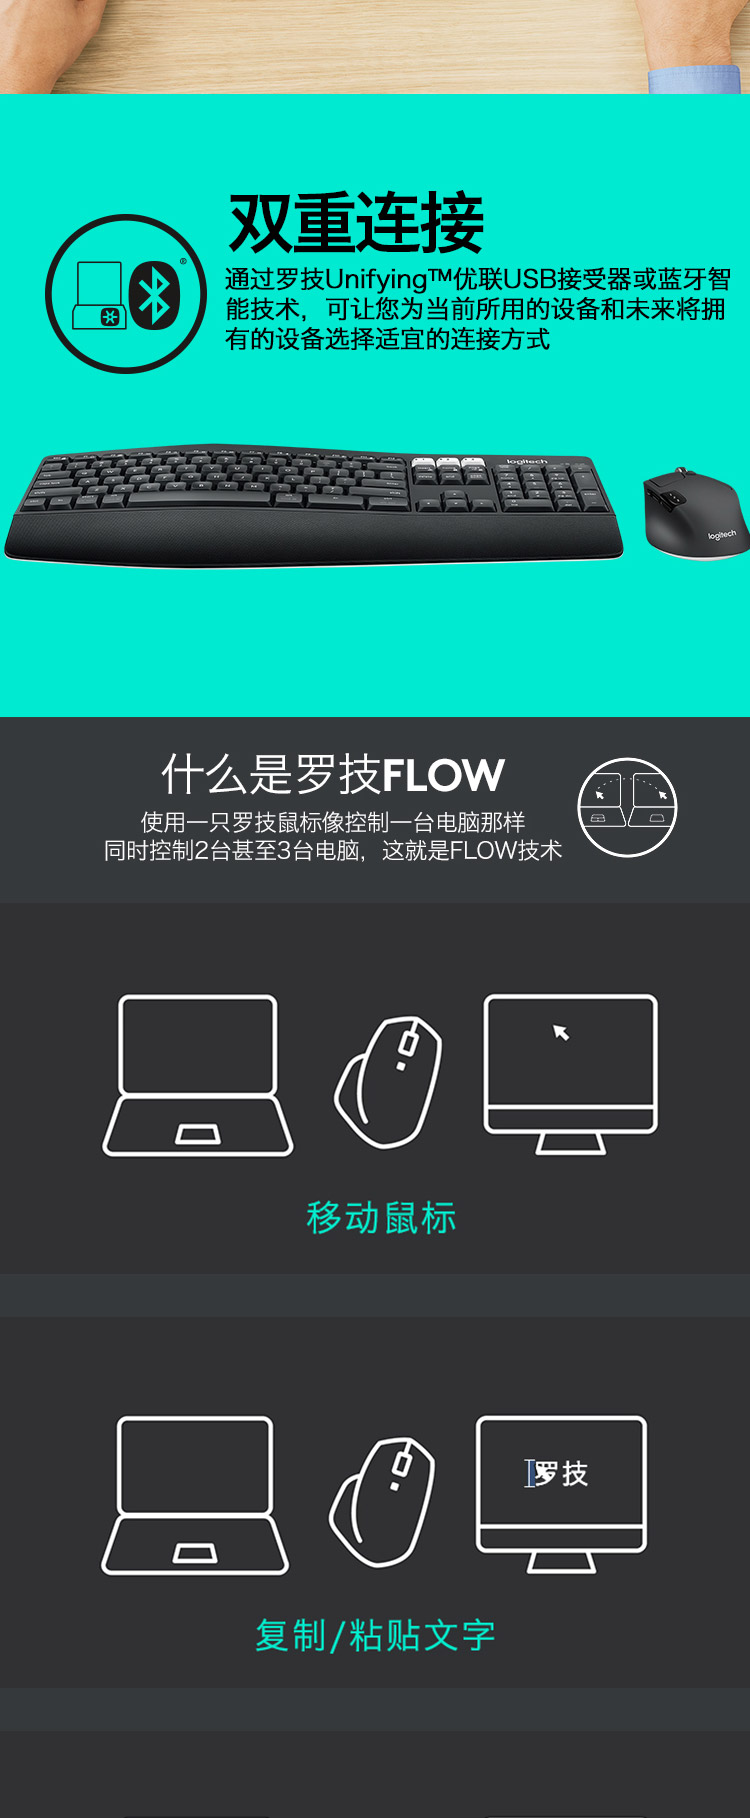 双重连接
通过罗技Unifying™优联USB接受器或蓝牙智
能技术，可让您为当前所用的设备和未来将拥
有的设备选择适宜的连接方式
logitech
logitech
什么是罗技FLOW
使用一只罗技鼠标像控制一台电脑那样
同时控制2台甚至3台电脑，这就是FLOW技术
移动鼠标
罗技
复制/粘贴文字